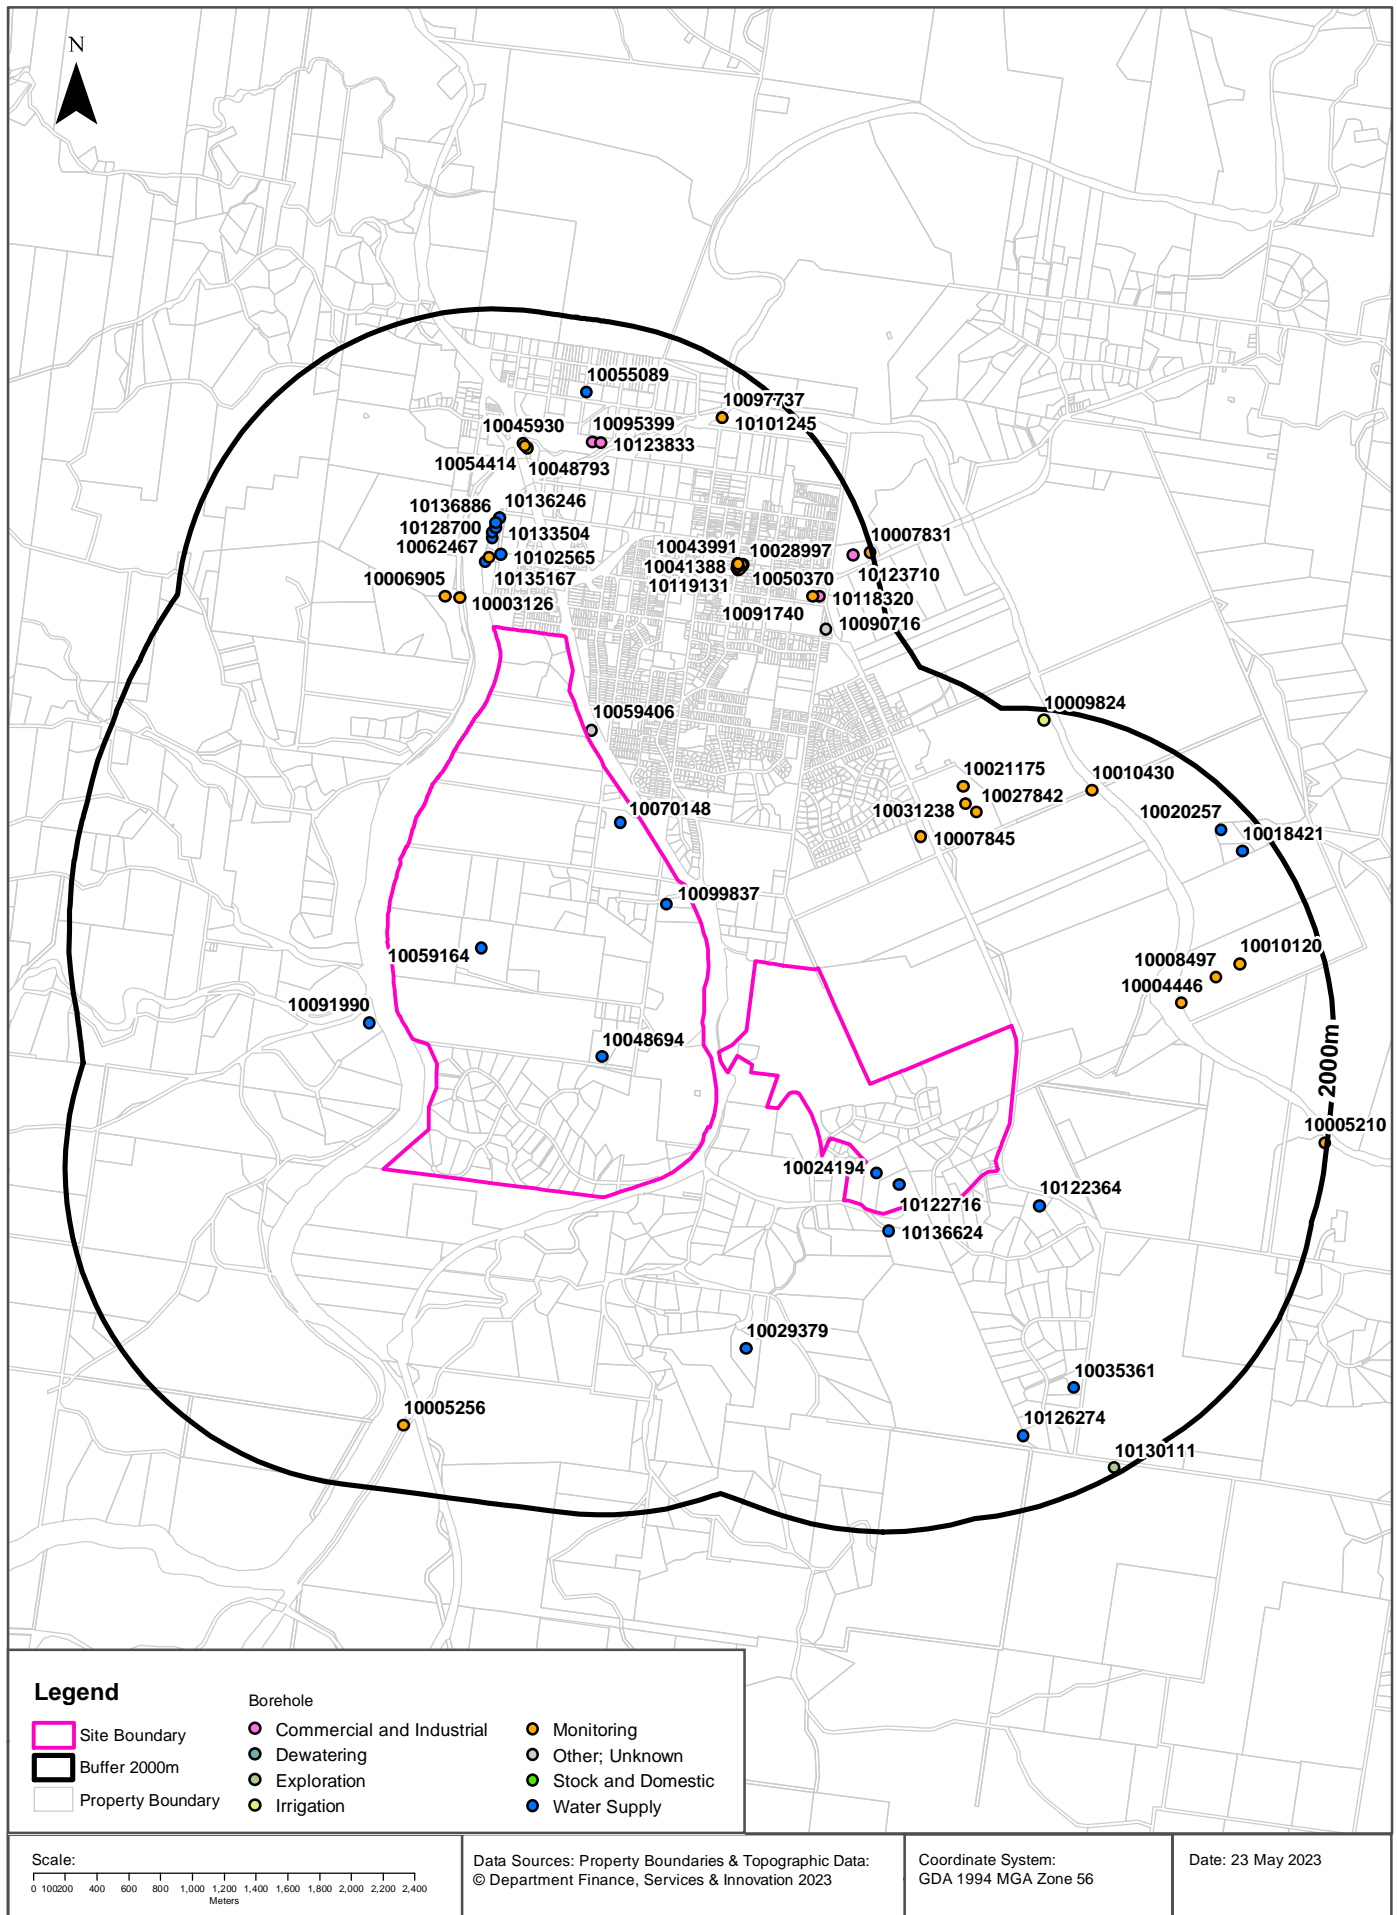 N
10055089
10097737
10045930
10095399
10101245
10123833
10054414
10048793
10136886
10136246
10128700
10133504
10007831
10062467
10102565
10043991
10028997
10041388
10006905
10135167
10119131
10050370
10123710
10003126
10118320
10091740
10090716
10059406
10009824
10021175
10010430
10027842
10031238
10070148
10020257
10018421
10007845
10099837
10059164
10010120
10008497
10004446
10091990
10048694
2000m
10005210
10024194
10122364
10122716
10136624
10029379
10035361
10005256
10126274
10130111
Legend
Borehole
Site Boundary
Commercial and Industrial
Monitoring
Buffer 2000m
Dewatering
Other; Unknown
Exploration
Stock and Domestic
Property Boundary
Irrigation
Water Supply
Scale:
0 100200 400 600 800 1,000 1,200 1,400 1,600 1,800 2,000 2,200 2,400
Meters
Data Sources: Property Boundaries & Topographic Data:
© Department Finance, Services & Innovation 2023
Coordinate System:
GDA 1994 MGA Zone 56
Date: 23 May 2023